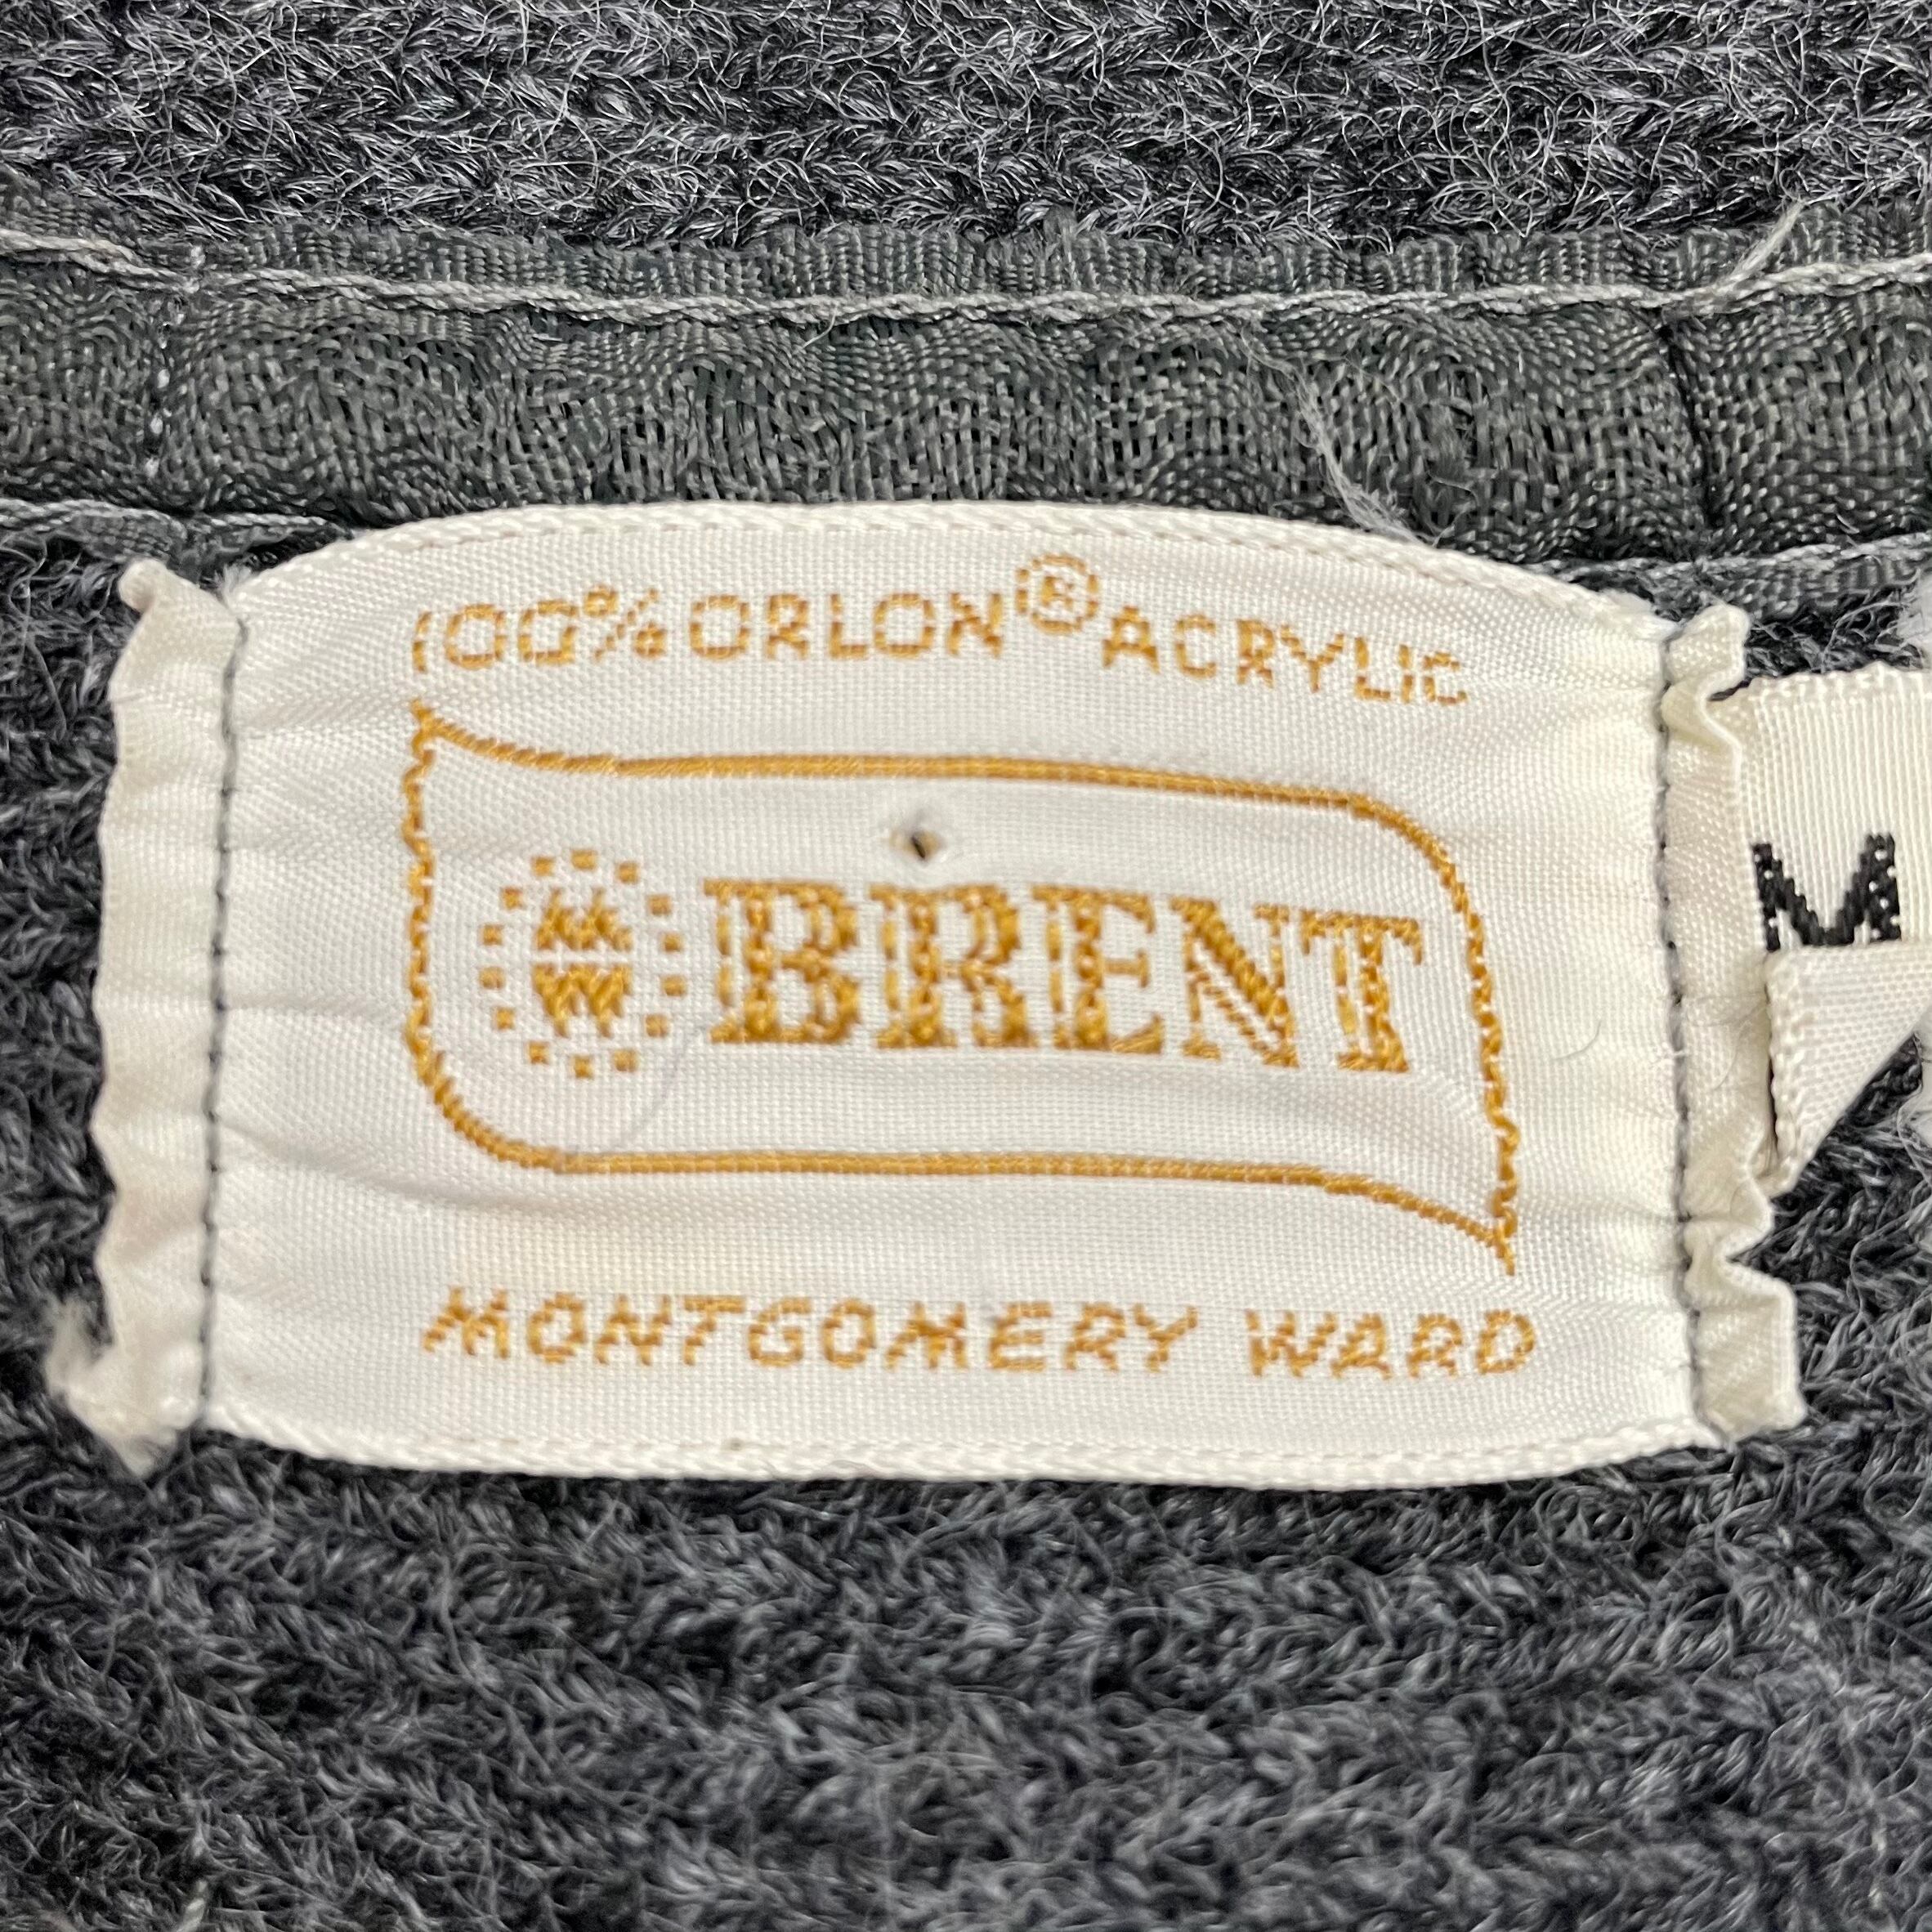 100% ORLON® ACRYLIC
M
W
BRENT
MONTGOMERY WARD
M